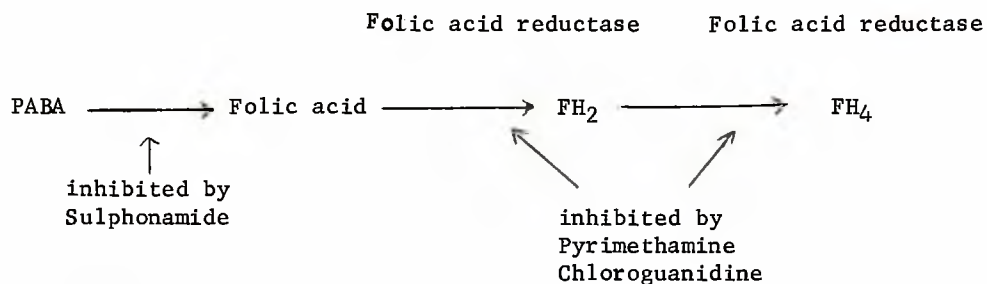 Folic acid reductase Folic acid reductase
PABA Folic acid FH2 FH4
inhibited by
Sulphonamide
inhibited by
Pyrimethamine
Chloroguanidine